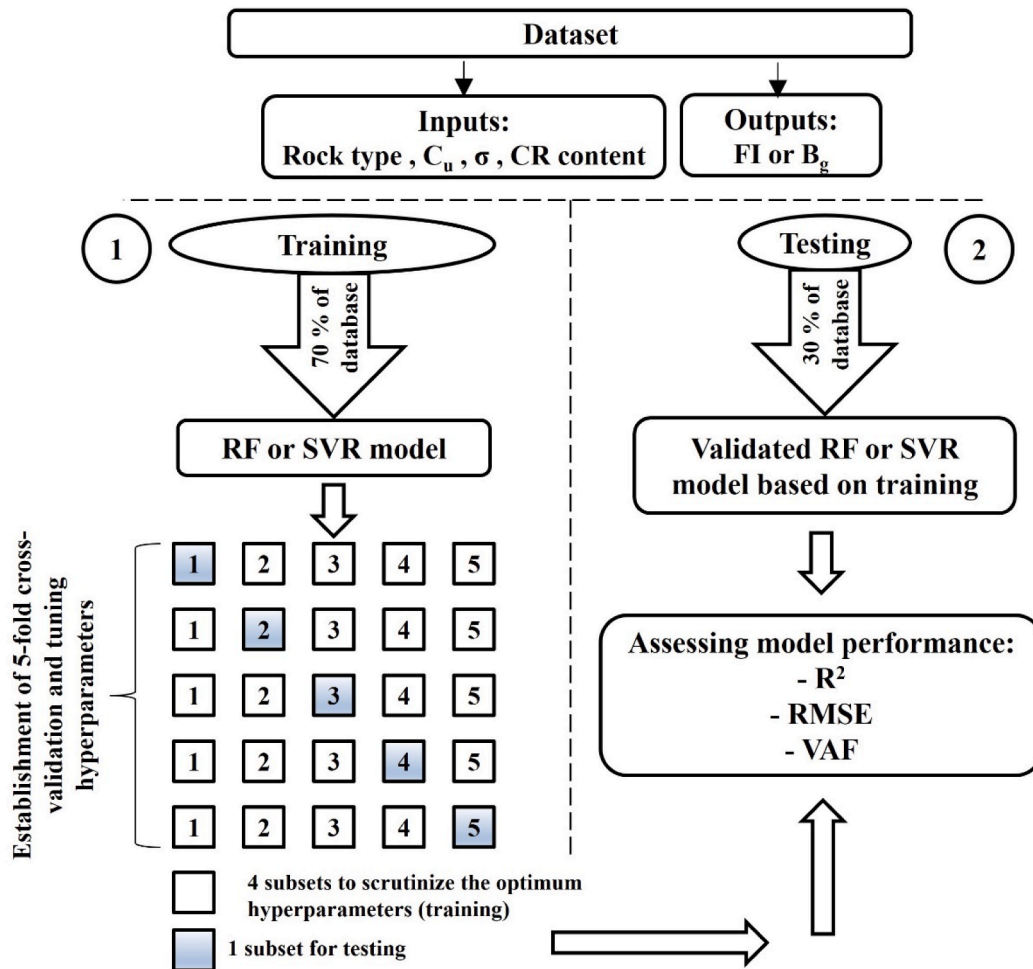 Dataset
Inputs:
Rock type , Cᵤ , σ , CR content
Outputs:
FI or B_g
1
Training
Testing
2
70 % of
database
30 % of
database
RF or SVR model
Validated RF or SVR
model based on training
Establishment of 5-fold cross-
validation and tuning
hyperparameters
1 2 3 4 5
1 2 3 4 5
1 2 3 4 5
1 2 3 4 5
1 2 3 4 5
Assessing model performance:
- R²
- RMSE
- VAF
4 subsets to scrutinize the optimum
hyperparameters (training)
1 subset for testing